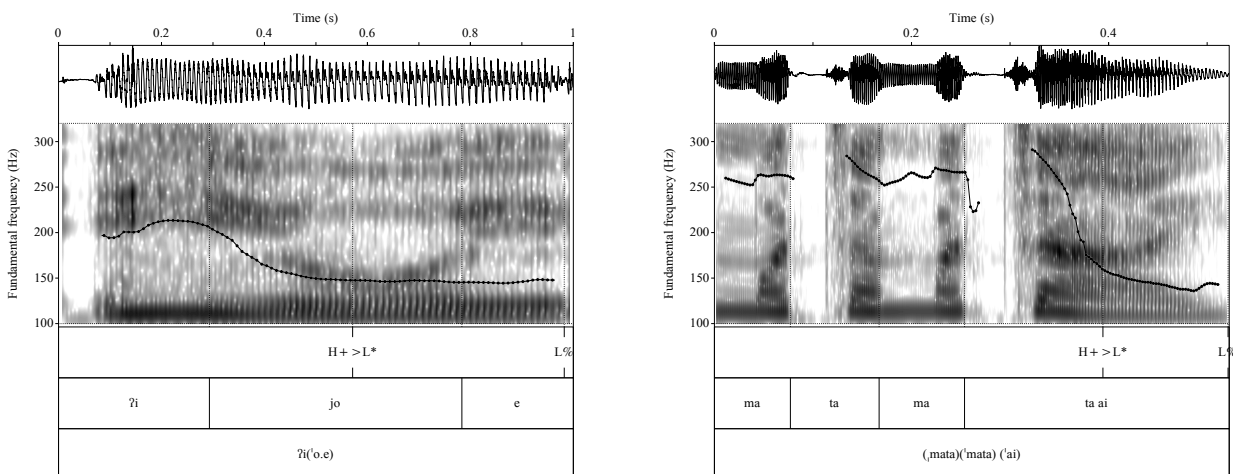 Time (s)
0 0.2 0.4 0.6 0.8 1
Fundamental frequency (Hz)
300
250
200
150
100
H+>L* L%
ʔi jo e
ʔi(ˈo.e)
Time (s)
0 0.2 0.4
Fundamental frequency (Hz)
300
250
200
150
100
H+>L* L%
ma ta ma ta ai
(ˌmata)(ˈmata) (ˈai)